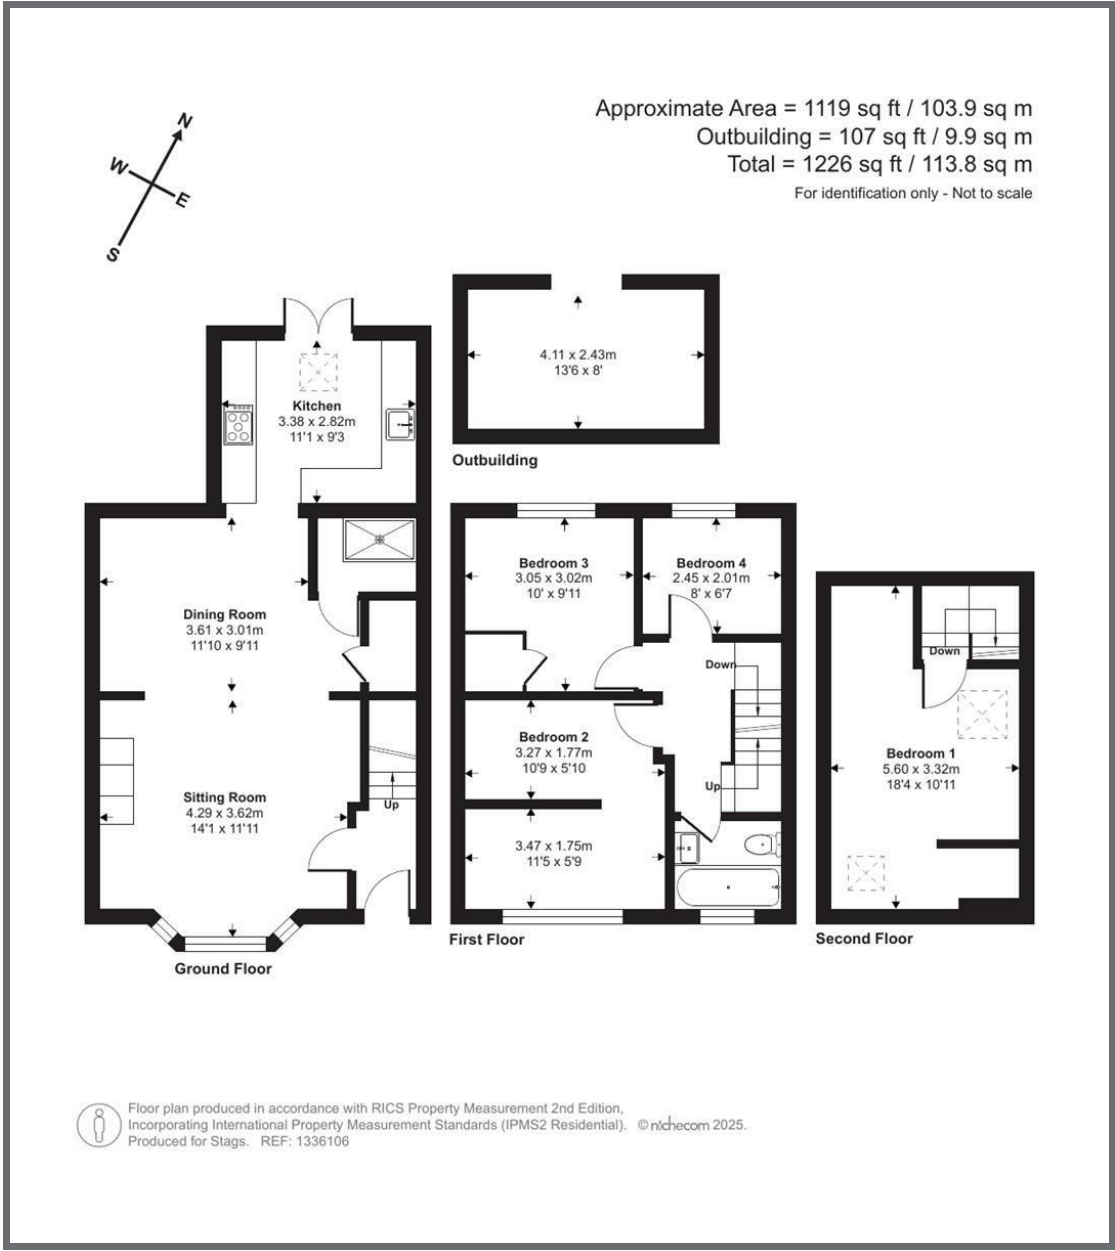 Approximate Area = 1119 sq ft / 103.9 sq m
Outbuilding = 107 sq ft / 9.9 sq m
Total = 1226 sq ft / 113.8 sq m
For identification only - Not to scale
N
W
E
S
4.11 x 2.43m
13'6 x 8'
Outbuilding
Kitchen
3.38 x 2.82m
11'1 x 9'3
Dining Room
3.61 x 3.01m
11'10 x 9'11
Sitting Room
4.29 x 3.62m
14'1 x 11'11
Up
Ground Floor
Bedroom 3
3.05 x 3.02m
10' x 9'11
Bedroom 4
2.45 x 2.01m
8' x 6'7
Down
Bedroom 2
3.27 x 1.77m
10'9 x 5'10
Up
3.47 x 1.75m
11'5 x 5'9
First Floor
Down
Bedroom 1
5.60 x 3.32m
18'4 x 10'11
Second Floor
Floor plan produced in accordance with RICS Property Measurement 2nd Edition,
Incorporating International Property Measurement Standards (IPMS2 Residential). © nichecom 2025.
Produced for Stags. REF: 1336106